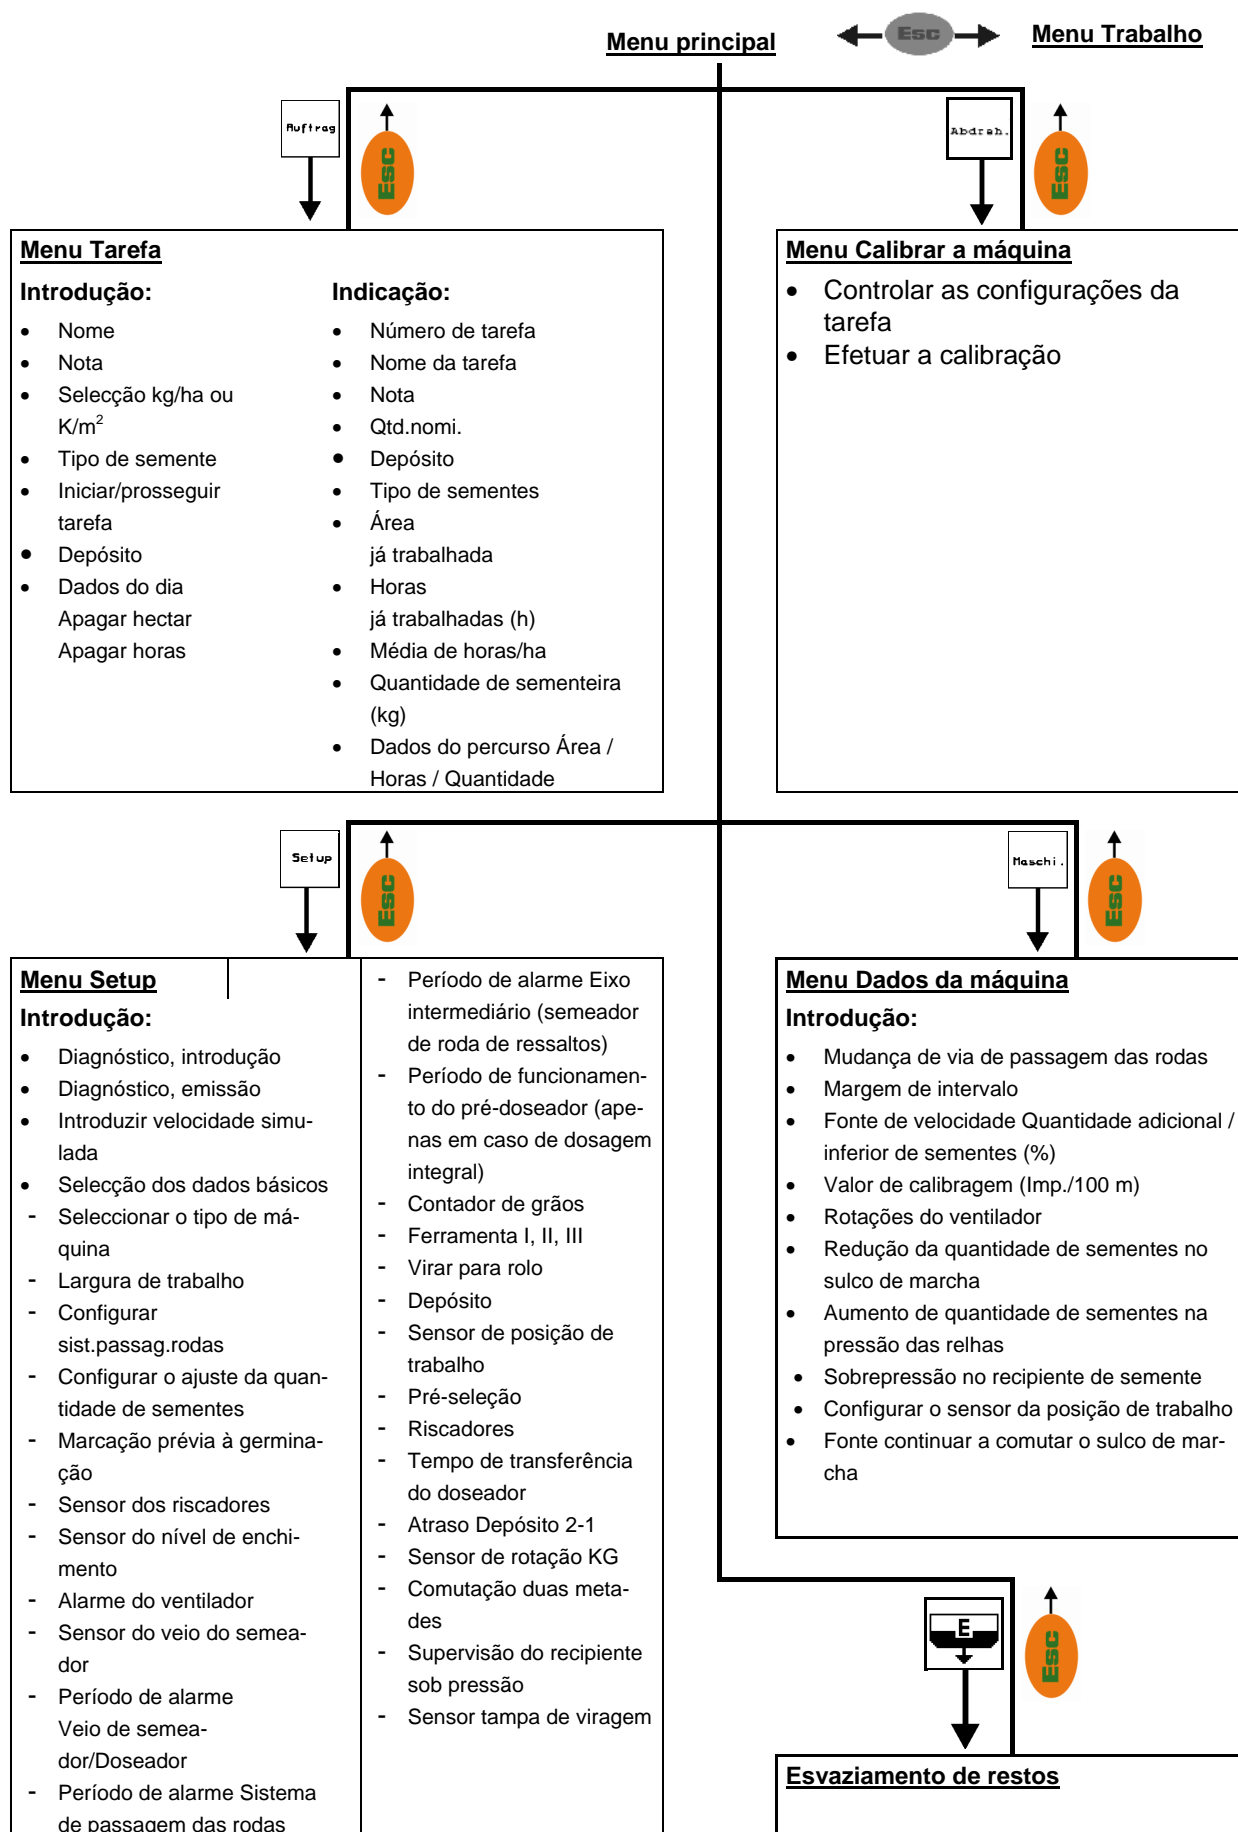 Menu principal
Esc
Menu Trabalho
Auftrag
Esc
Abdreh.
Esc
Menu Tarefa
Introdução:
• Nome
• Nota
• Selecção kg/ha ou
K/m²
• Tipo de semente
• Iniciar/prosseguir
tarefa
• Depósito
• Dados do dia
Apagar hectar
Apagar horas
Indicação:
• Número de tarefa
• Nome da tarefa
• Nota
• Qtd.nomi.
• Depósito
• Tipo de sementes
• Área
já trabalhada
• Horas
já trabalhadas (h)
• Média de horas/ha
• Quantidade de sementeira
(kg)
• Dados do percurso Área /
Horas / Quantidade
Menu Calibrar a máquina
• Controlar as configurações da
tarefa
• Efetuar a calibração
Setup
Esc
Maschi.
Esc
Menu Setup
Introdução:
• Diagnóstico, introdução
• Diagnóstico, emissão
• Introduzir velocidade simu-
lada
• Selecção dos dados básicos
- Seleccionar o tipo de má-
quina
- Largura de trabalho
- Configurar
sist.passag.rodas
- Configurar o ajuste da quan-
tidade de sementes
- Marcação prévia à germina-
ção
- Sensor dos riscadores
- Sensor do nível de enchi-
mento
- Alarme do ventilador
- Sensor do veio do semea-
dor
- Período de alarme
Veio de semea-
dor/Doseador
- Período de alarme Sistema
de passagem das rodas
- Período de alarme Eixo
intermediário (semeador
de roda de ressaltos)
- Período de funcionamen-
to do pré-doseador (ape-
nas em caso de dosagem
integral)
- Contador de grãos
- Ferramenta I, II, III
- Virar para rolo
- Depósito
- Sensor de posição de
trabalho
- Pré-seleção
- Riscadores
- Tempo de transferência
do doseador
- Atraso Depósito 2-1
- Sensor de rotação KG
- Comutação duas meta-
des
- Supervisão do recipiente
sob pressão
- Sensor tampa de viragem
Menu Dados da máquina
Introdução:
• Mudança de via de passagem das rodas
• Margem de intervalo
• Fonte de velocidade Quantidade adicional /
inferior de sementes (%)
• Valor de calibragem (Imp./100 m)
• Rotações do ventilador
• Redução da quantidade de sementes no
sulco de marcha
• Aumento de quantidade de sementes na
pressão das relhas
• Sobrepressão no recipiente de semente
• Configurar o sensor da posição de trabalho
• Fonte continuar a comutar o sulco de mar-
cha
E
Esc
Esvaziamento de restos